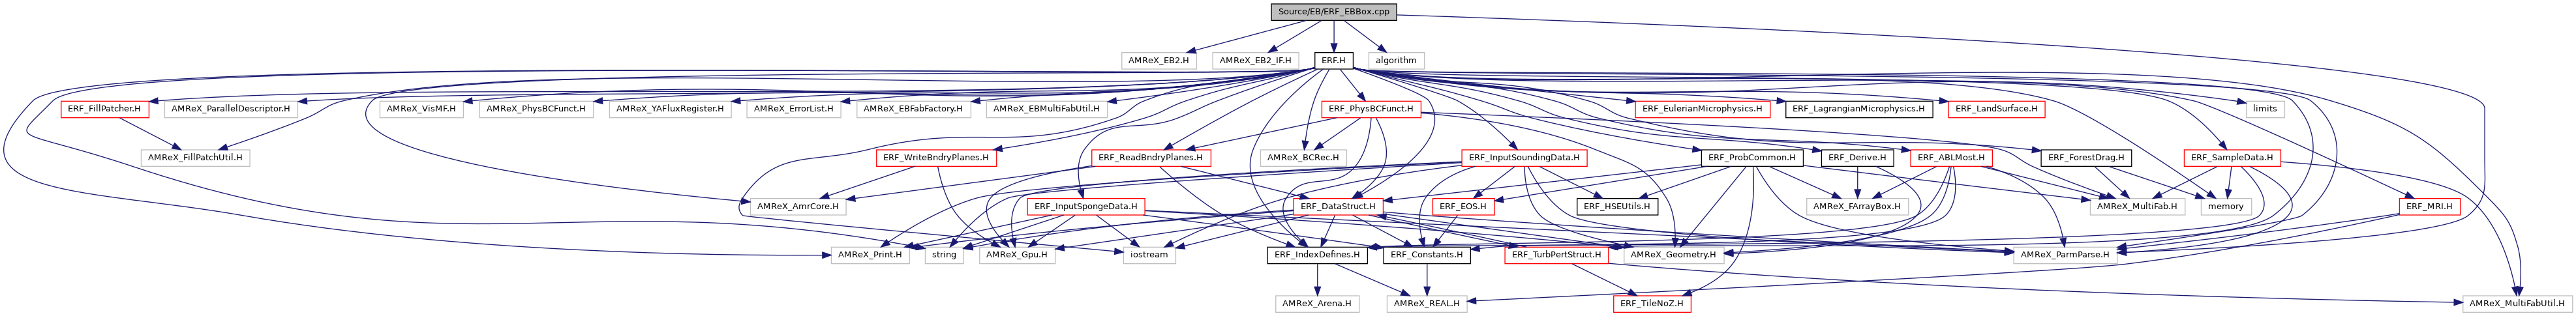 Source/EB/ERF_EBBox.cpp
AMReX_EB2.H
AMReX_EB2_IF.H
ERF.H
algorithm
ERF_FillPatcher.H
AMReX_ParallelDescriptor.H
AMReX_VisMF.H
AMReX_PhysBCFunct.H
AMReX_YAFluxRegister.H
AMReX_ErrorList.H
AMReX_EBFabFactory.H
AMReX_EBMultiFabUtil.H
ERF_PhysBCFunct.H
ERF_EulerianMicrophysics.H
ERF_LagrangianMicrophysics.H
ERF_LandSurface.H
limits
AMReX_FillPatchUtil.H
ERF_WriteBndryPlanes.H
ERF_ReadBndryPlanes.H
AMReX_BCRec.H
ERF_InputSoundingData.H
ERF_ProbCommon.H
ERF_Derive.H
ERF_ABLMost.H
ERF_ForestDrag.H
ERF_SampleData.H
AMReX_AmrCore.H
ERF_InputSpongeData.H
ERF_DataStruct.H
ERF_EOS.H
ERF_HSEUtils.H
AMReX_FArrayBox.H
AMReX_MultiFab.H
memory
ERF_MRI.H
AMReX_Print.H
string
AMReX_Gpu.H
iostream
ERF_IndexDefines.H
ERF_Constants.H
ERF_TurbPertStruct.H
AMReX_Geometry.H
AMReX_ParmParse.H
AMReX_Arena.H
AMReX_REAL.H
ERF_TileNoZ.H
AMReX_MultiFabUtil.H